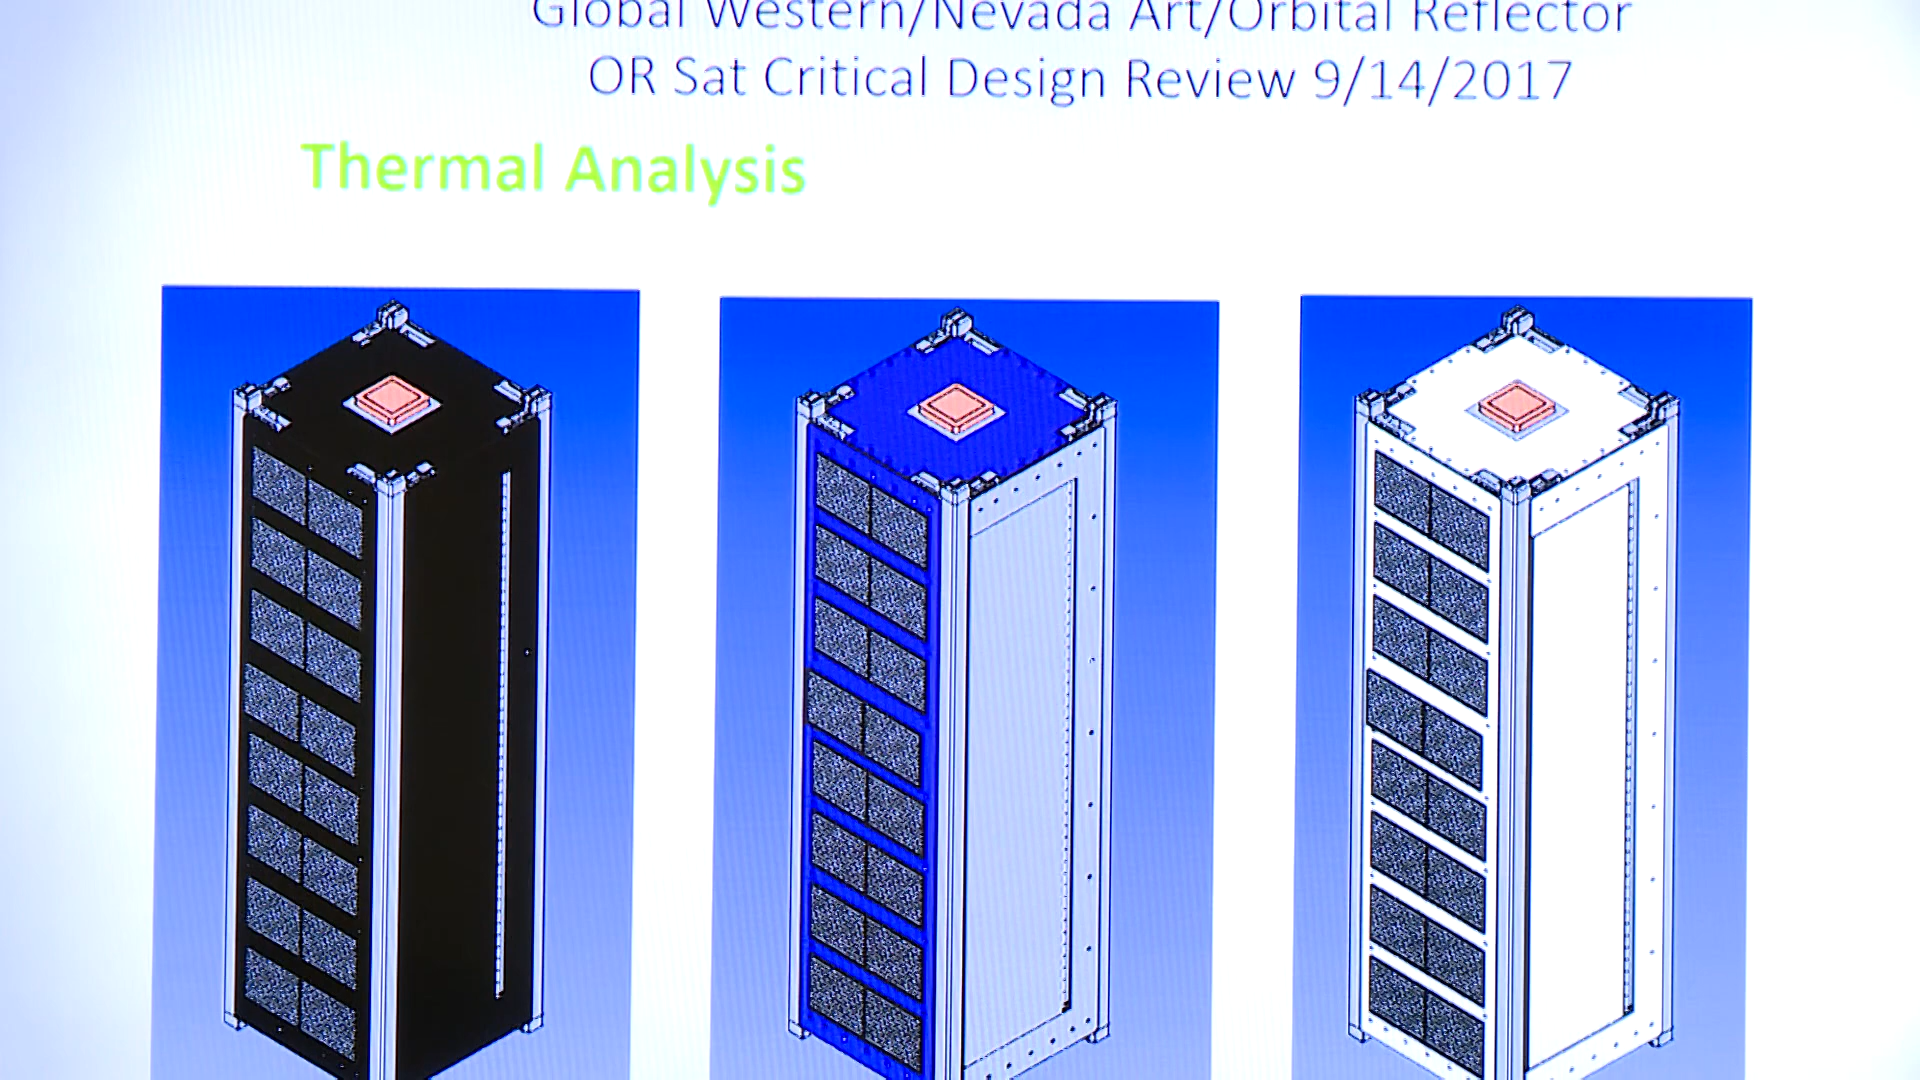 Global Western/Nevada Art/Orbital Reflector
OR Sat Critical Design Review 9/14/2017
Thermal Analysis